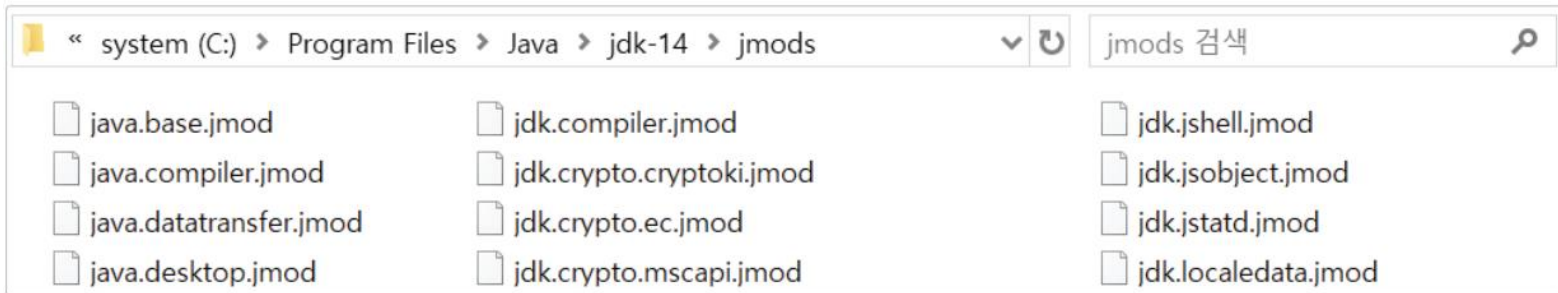 « system (C:) > Program Files > Java > jdk-14 > jmods
jmods 검색
java.base.jmod jdk.compiler.jmod jdk.jshell.jmod
java.compiler.jmod jdk.crypto.cryptoki.jmod jdk.jsobject.jmod
java.datatransfer.jmod jdk.crypto.ec.jmod jdk.jstatd.jmod
java.desktop.jmod jdk.crypto.mscapi.jmod jdk.localedata.jmod